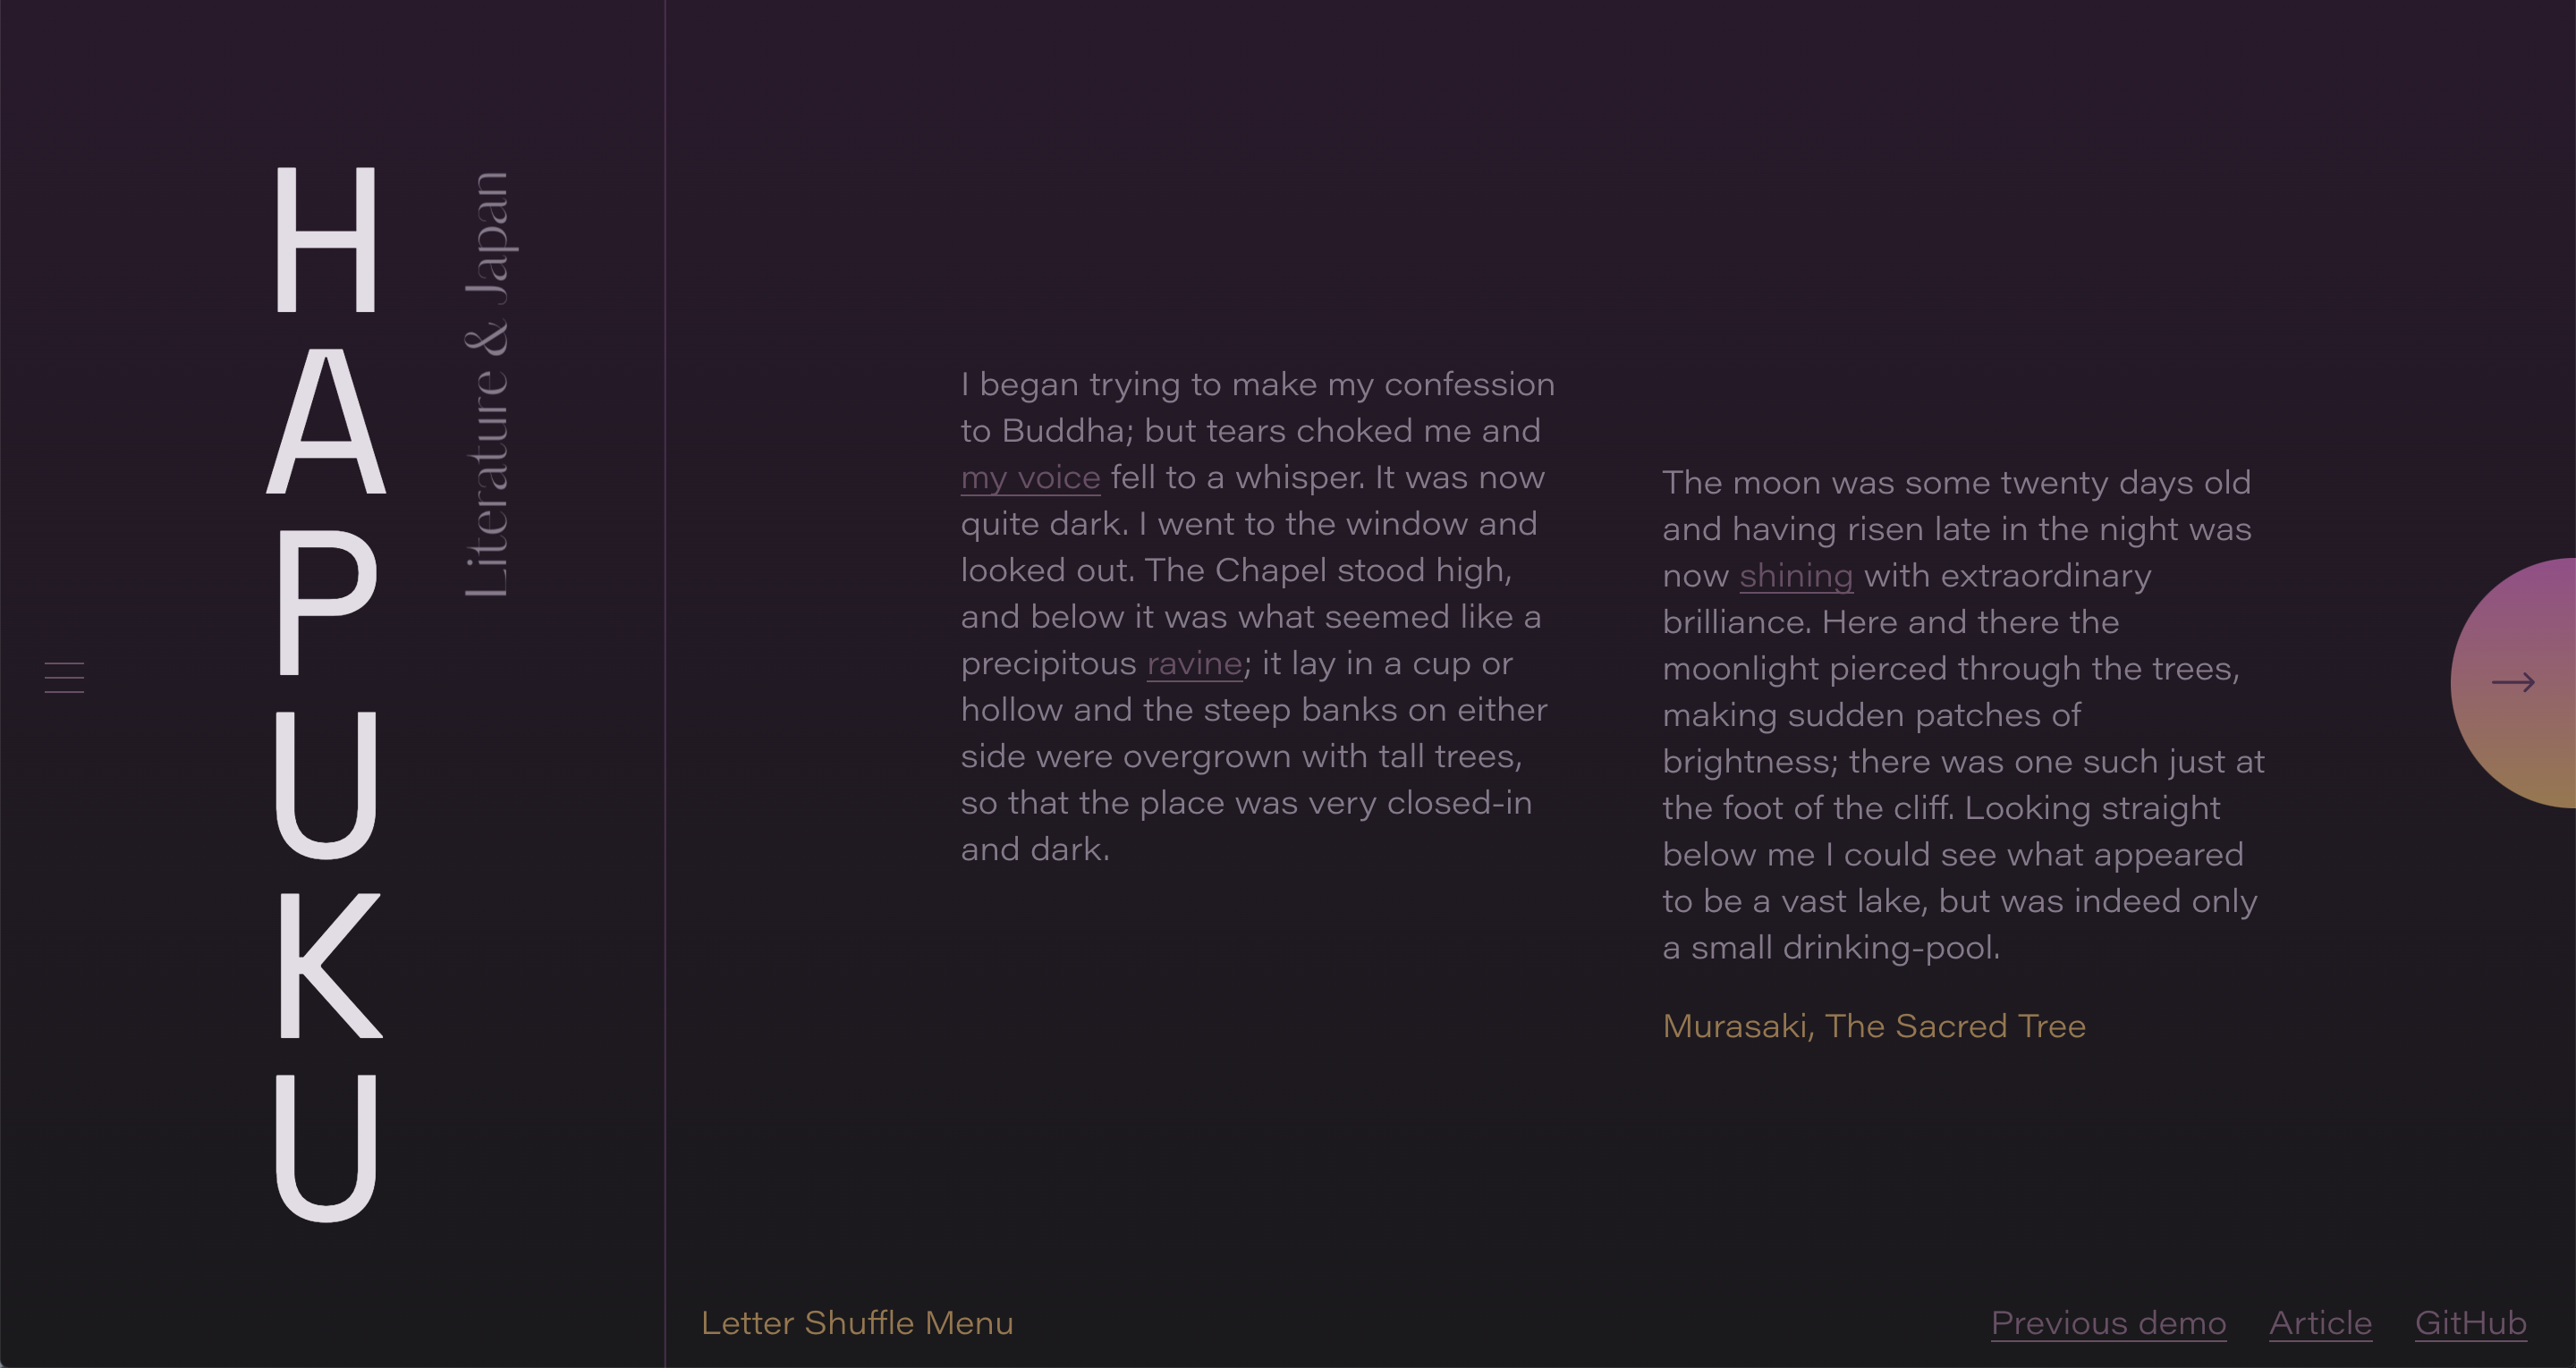 HAPUKU
Literature & Japan
I began trying to make my confession
to Buddha; but tears choked me and
my voice fell to a whisper. It was now
quite dark. I went to the window and
looked out. The Chapel stood high,
and below it was what seemed like a
precipitous ravine; it lay in a cup or
hollow and the steep banks on either
side were overgrown with tall trees,
so that the place was very closed-in
and dark.
The moon was some twenty days old
and having risen late in the night was
now shining with extraordinary
brilliance. Here and there the
moonlight pierced through the trees,
making sudden patches of
brightness; there was one such just at
the foot of the cliff. Looking straight
below me I could see what appeared
to be a vast lake, but was indeed only
a small drinking-pool.
Murasaki, The Sacred Tree
Letter Shuffle Menu
Previous demo Article GitHub